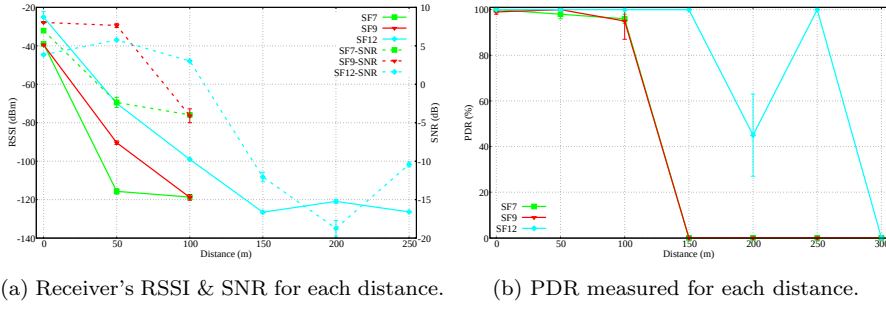 -20
-40
-60
-80
-100
-120
-140
0
50
100
150
200
250
10
5
0
-5
-10
-15
-20
RSSI (dBm)
SNR (dB)
Distance (m)
SF7
SF9
SF12
SF7-SNR
SF9-SNR
SF12-SNR
100
80
60
40
20
0
0
50
100
150
200
250
300
PDR (%)
Distance (m)
SF7
SF9
SF12
(a) Receiver's RSSI & SNR for each distance.
(b) PDR measured for each distance.